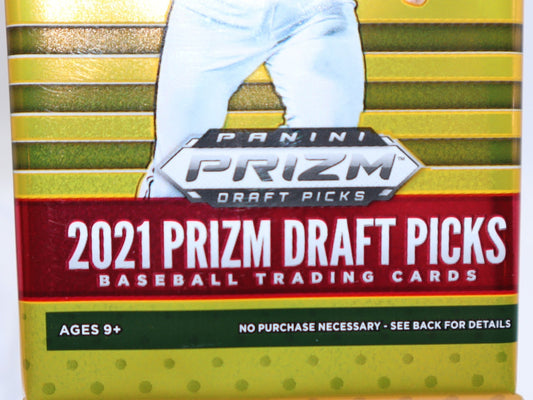 PANINI
PRIZM™
DRAFT PICKS
2021 PRIZM DRAFT PICKS
BASEBALL TRADING CARDS
AGES 9+
NO PURCHASE NECESSARY - SEE BACK FOR DETAILS